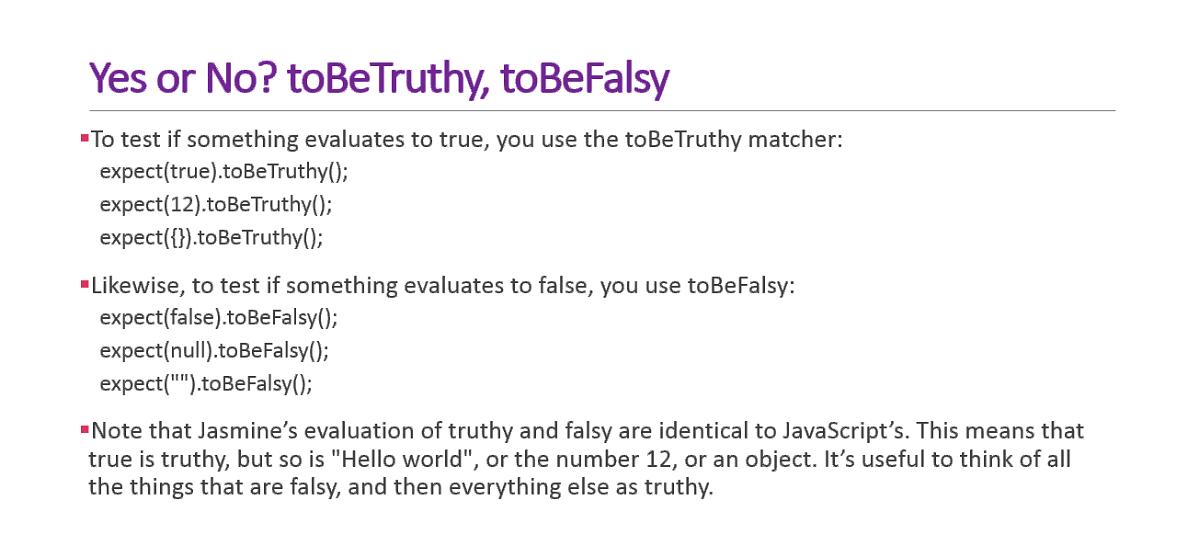 Yes or No? toBeTruthy, toBeFalsy
▪To test if something evaluates to true, you use the toBeTruthy matcher:
expect(true).toBeTruthy();
expect(12).toBeTruthy();
expect({}).toBeTruthy();
▪Likewise, to test if something evaluates to false, you use toBeFalsy:
expect(false).toBeFalsy();
expect(null).toBeFalsy();
expect("").toBeFalsy();
▪Note that Jasmine’s evaluation of truthy and falsy are identical to JavaScript’s. This means that
true is truthy, but so is "Hello world", or the number 12, or an object. It’s useful to think of all
the things that are falsy, and then everything else as truthy.